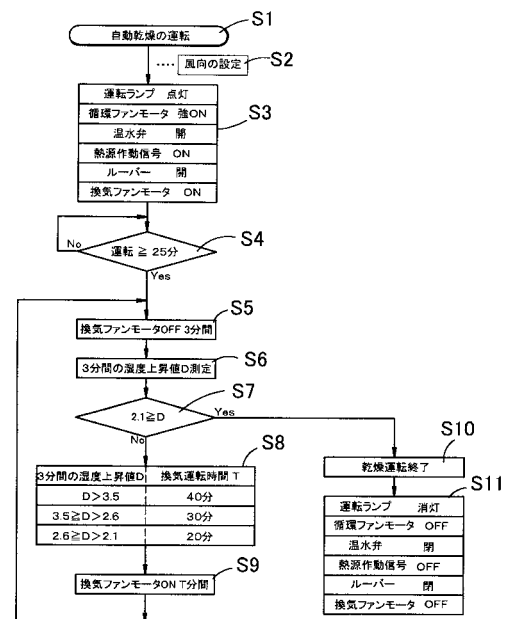 S1
自動乾燥の運転
風向の設定 S2
運転ランプ 点灯
循環ファンモータ 強ON
温水弁 開
熱源作動信号 ON
ルーバー 開
換気ファンモータ ON
S3
No
運転 ≧ 25分
S4
Yes
S5
換気ファンモータOFF 3分間
S6
3分間の湿度上昇値D測定
S7
2.1≧D
Yes
No
S8
3分間の湿度上昇値D 換気運転時間 T
D>3.5 40分
3.5≧D>2.6 30分
2.6≧D>2.1 20分
S9
換気ファンモータON T分間
S10
乾燥運転終了
S11
運転ランプ 消灯
循環ファンモータ OFF
温水弁 閉
熱源作動信号 OFF
ルーバー 閉
換気ファンモータ OFF